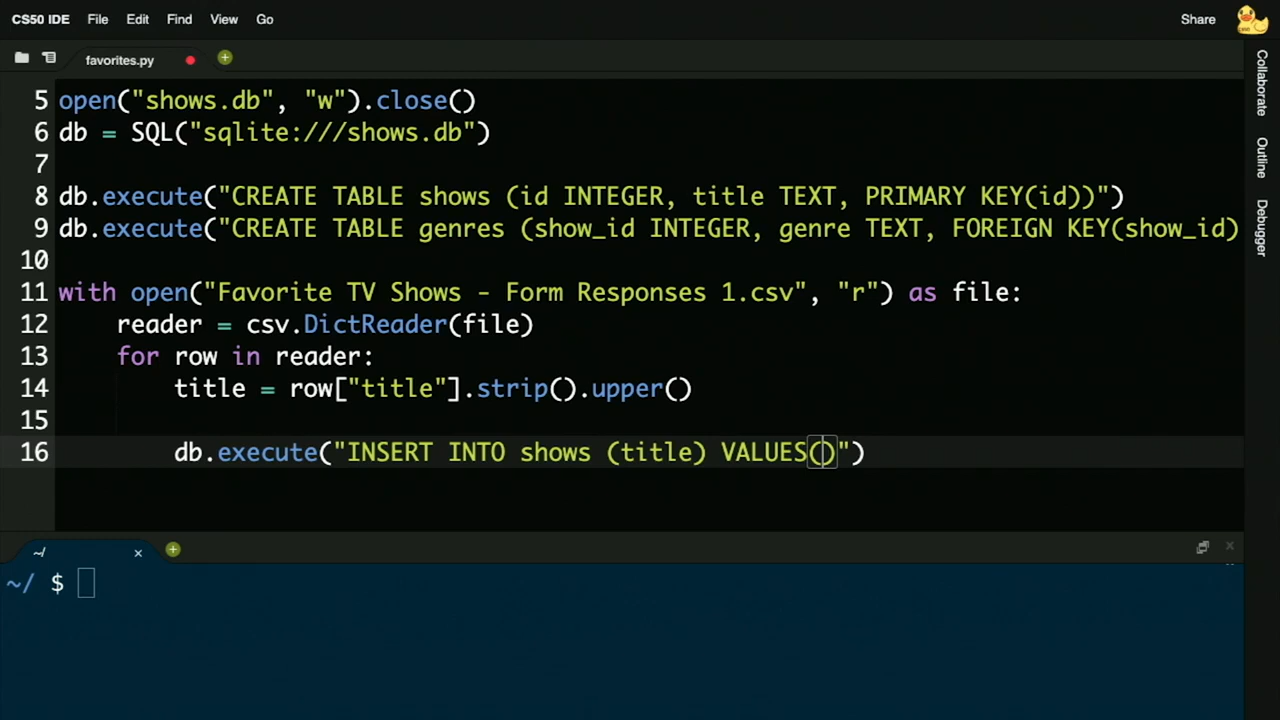 CS50 IDE File Edit Find View Go Share
favorites.py
5 open("shows.db", "w").close()
6 db = SQL("sqlite:///shows.db")
7
8 db.execute("CREATE TABLE shows (id INTEGER, title TEXT, PRIMARY KEY(id))")
9 db.execute("CREATE TABLE genres (show_id INTEGER, genre TEXT, FOREIGN KEY(show_id)
10
11 with open("Favorite TV Shows - Form Responses 1.csv", "r") as file:
12 reader = csv.DictReader(file)
13 for row in reader:
14 title = row["title"].strip().upper()
15
16 db.execute("INSERT INTO shows (title) VALUES()")
~/
~/ $
Collaborate
Outline
Debugger